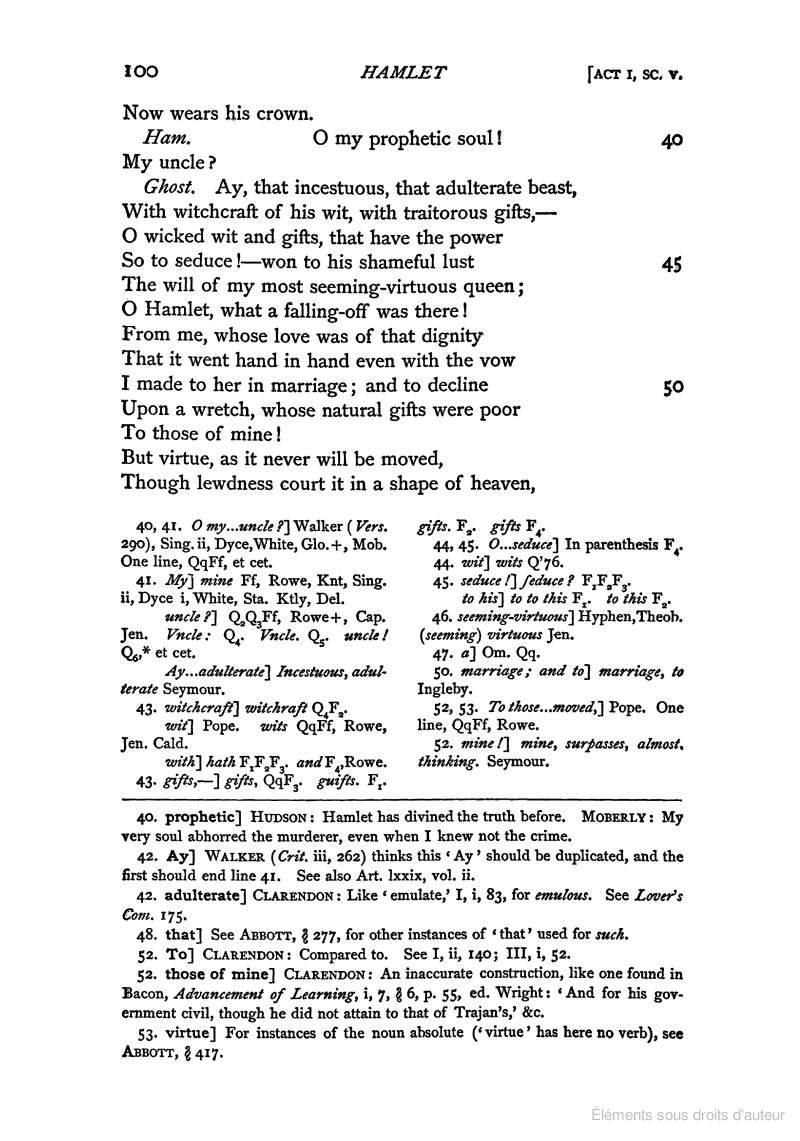 100 HAMLET [ACT I, SC. V.
Now wears his crown.
Ham. O my prophetic soul! 40
My uncle?
Ghost. Ay, that incestuous, that adulterate beast,
With witchcraft of his wit, with traitorous gifts,—
O wicked wit and gifts, that have the power
So to seduce!—won to his shameful lust 45
The will of my most seeming-virtuous queen;
O Hamlet, what a falling-off was there!
From me, whose love was of that dignity
That it went hand in hand even with the vow
I made to her in marriage; and to decline 50
Upon a wretch, whose natural gifts were poor
To those of mine!
But virtue, as it never will be moved,
Though lewdness court it in a shape of heaven,
40, 41. O my...uncle?] Walker (Vers.
290), Sing. ii, Dyce, White, Glo.+, Mob.
One line, QqFf, et cet.
41. My] mine Ff, Rowe, Knt, Sing.
ii, Dyce i, White, Sta. Ktly, Del.
uncle?] Q₂Q₃Ff, Rowe+, Cap.
Jen. Vncle: Q₄. Vncle. Q₅. uncle!
Q₆,* et cet.
Ay...adulterate] Incestuous, adul-
terate Seymour.
43. witchcraft] witchraft Q₄F₂.
wit] Pope. wits QqFf, Rowe,
Jen. Cald.
with] hath F₁F₂F₃. and F₄, Rowe.
43. gifts,—] gifts, QqF₃. guifts. F₁.
gifts. F₂. gifts F₄.
44, 45. O...seduce] In parenthesis F₄.
44. wit] wits Q'76.
45. seduce!] ſeduce? F₁F₂F₃.
to his] to to this F₁. to this F₂.
46. seeming-virtuous] Hyphen, Theob.
(seeming) virtuous Jen.
47. a] Om. Qq.
50. marriage; and to] marriage, to
Ingleby.
52, 53. To those...moved,] Pope. One
line, QqFf, Rowe.
52. mine!] mine, surpasses, almost,
thinking. Seymour.
40. prophetic] HUDSON: Hamlet has divined the truth before. MOBERLY: My
very soul abhorred the murderer, even when I knew not the crime.
42. Ay] WALKER (Crit. iii, 262) thinks this 'Ay' should be duplicated, and the
first should end line 41. See also Art. lxxix, vol. ii.
42. adulterate] CLARENDON: Like 'emulate,' I, i, 83, for emulous. See Lover's
Com. 175.
48. that] See ABBOTT, § 277, for other instances of 'that' used for such.
52. To] CLARENDON: Compared to. See I, ii, 140; III, i, 52.
52. those of mine] CLARENDON: An inaccurate construction, like one found in
Bacon, Advancement of Learning, i, 7, § 6, p. 55, ed. Wright: 'And for his gov-
ernment civil, though he did not attain to that of Trajan's,' &c.
53. virtue] For instances of the noun absolute ('virtue' has here no verb), see
ABBOTT, § 417.
Éléments sous droits d'auteur